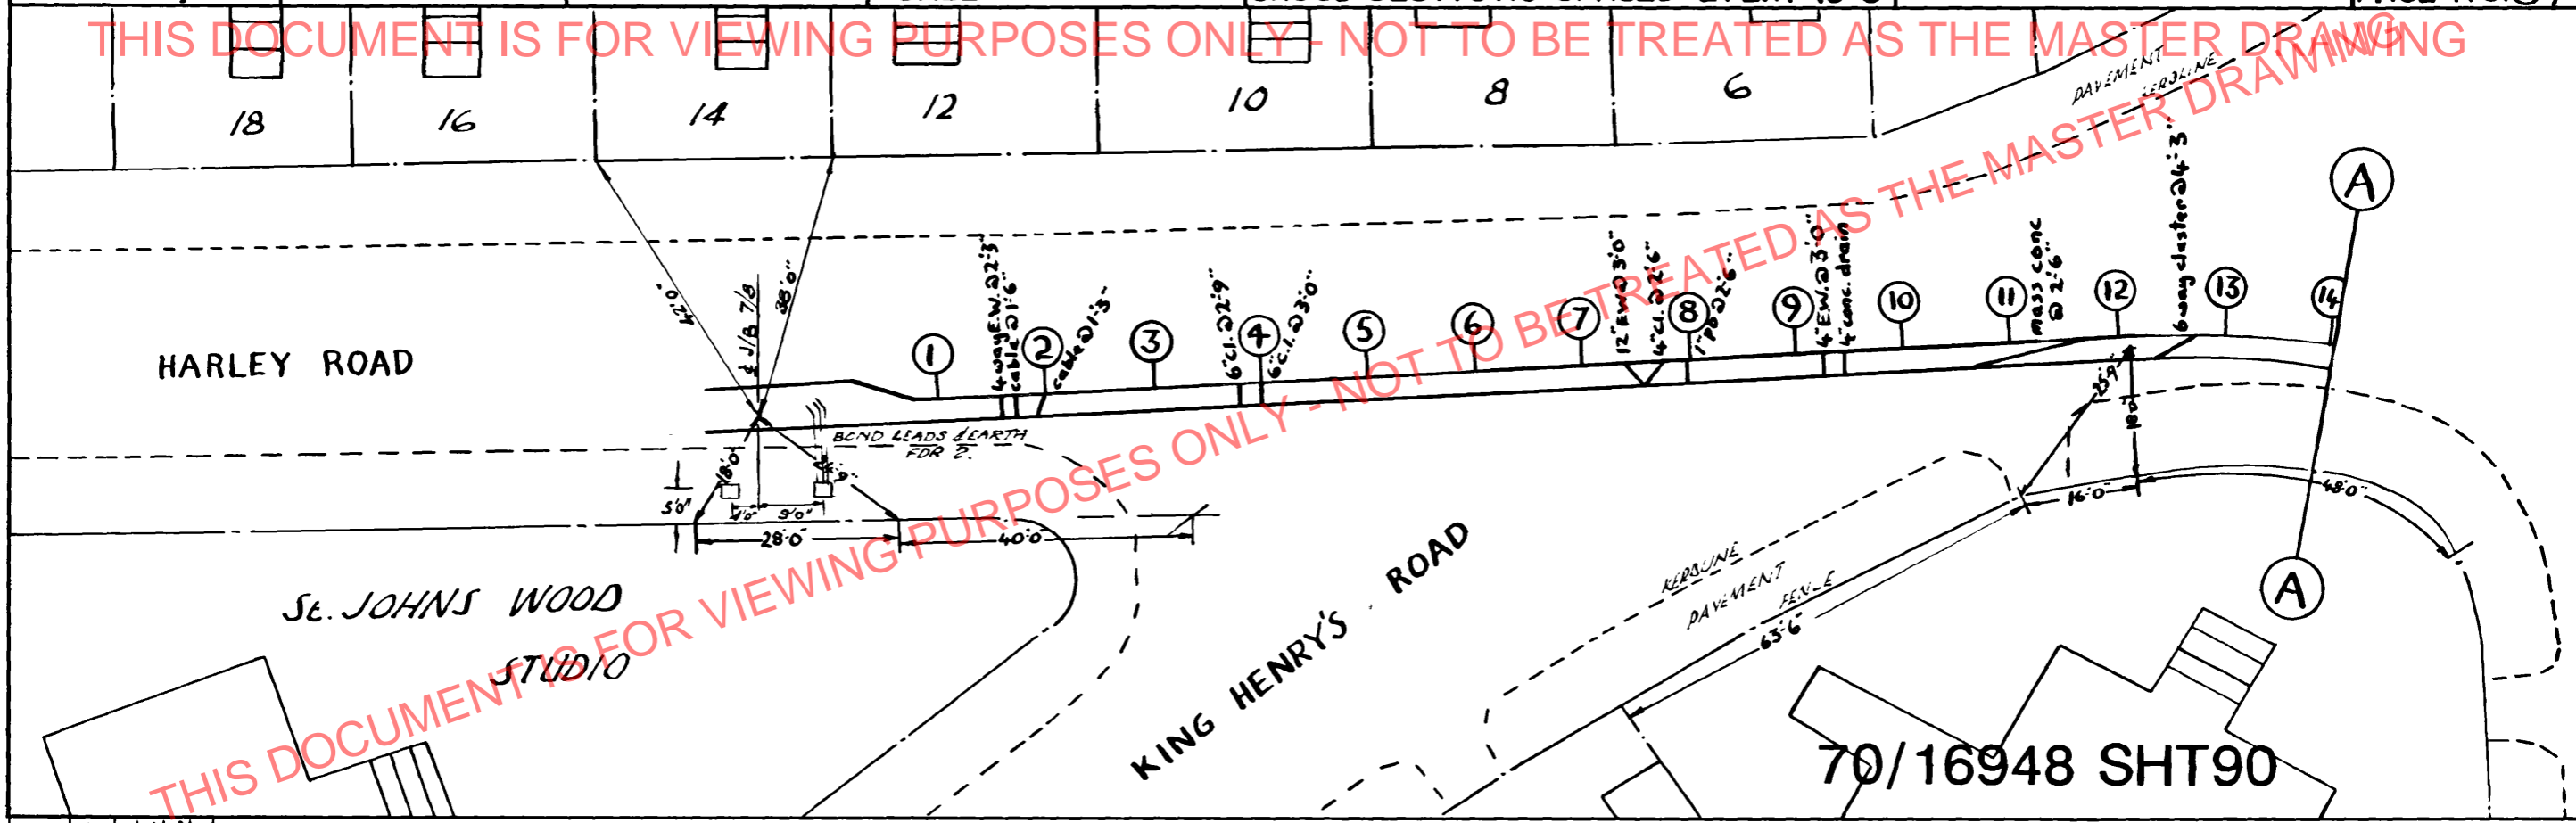 THIS DOCUMENT IS FOR VIEWING PURPOSES ONLY - NOT TO BE TREATED AS THE MASTER DRAWING
18
16
14
12
10
8
6
PAVEMENT
KERBLINE
A
42'0"
38'0"
℄ J/B 7/8
HARLEY ROAD
1
4 way E.W. @ 2'-3"
cable @ 1'-6"
2
cable @ 1'-3"
3
6" C.I. @ 2'-9"
4
6" C.I. @ 3'-0"
5
6
7
12" E.W @ 3'-0"
4" C.I. @ 2'-6"
8
1" PB @ 2'-6"
9
4" E.W. @ 3'-0"
4" conc. drain
10
11
mass conc
@ 2'-6"
12
6 way claster @ 4'-3"
13
14
BOND LEADS & EARTH
FDR 2.
18'0"
5'0"
9'0"
28'-0"
40'-0"
25'9"
18'0"
16'-0"
48'-0"
THIS DOCUMENT IS FOR VIEWING PURPOSES ONLY - NOT TO BE TREATED AS THE MASTER DRAWING
St. JOHNS WOOD
STUDIO
KING HENRY'S ROAD
KERBLINE
PAVEMENT
FENCE
63'-6"
A
70/16948 SHT90